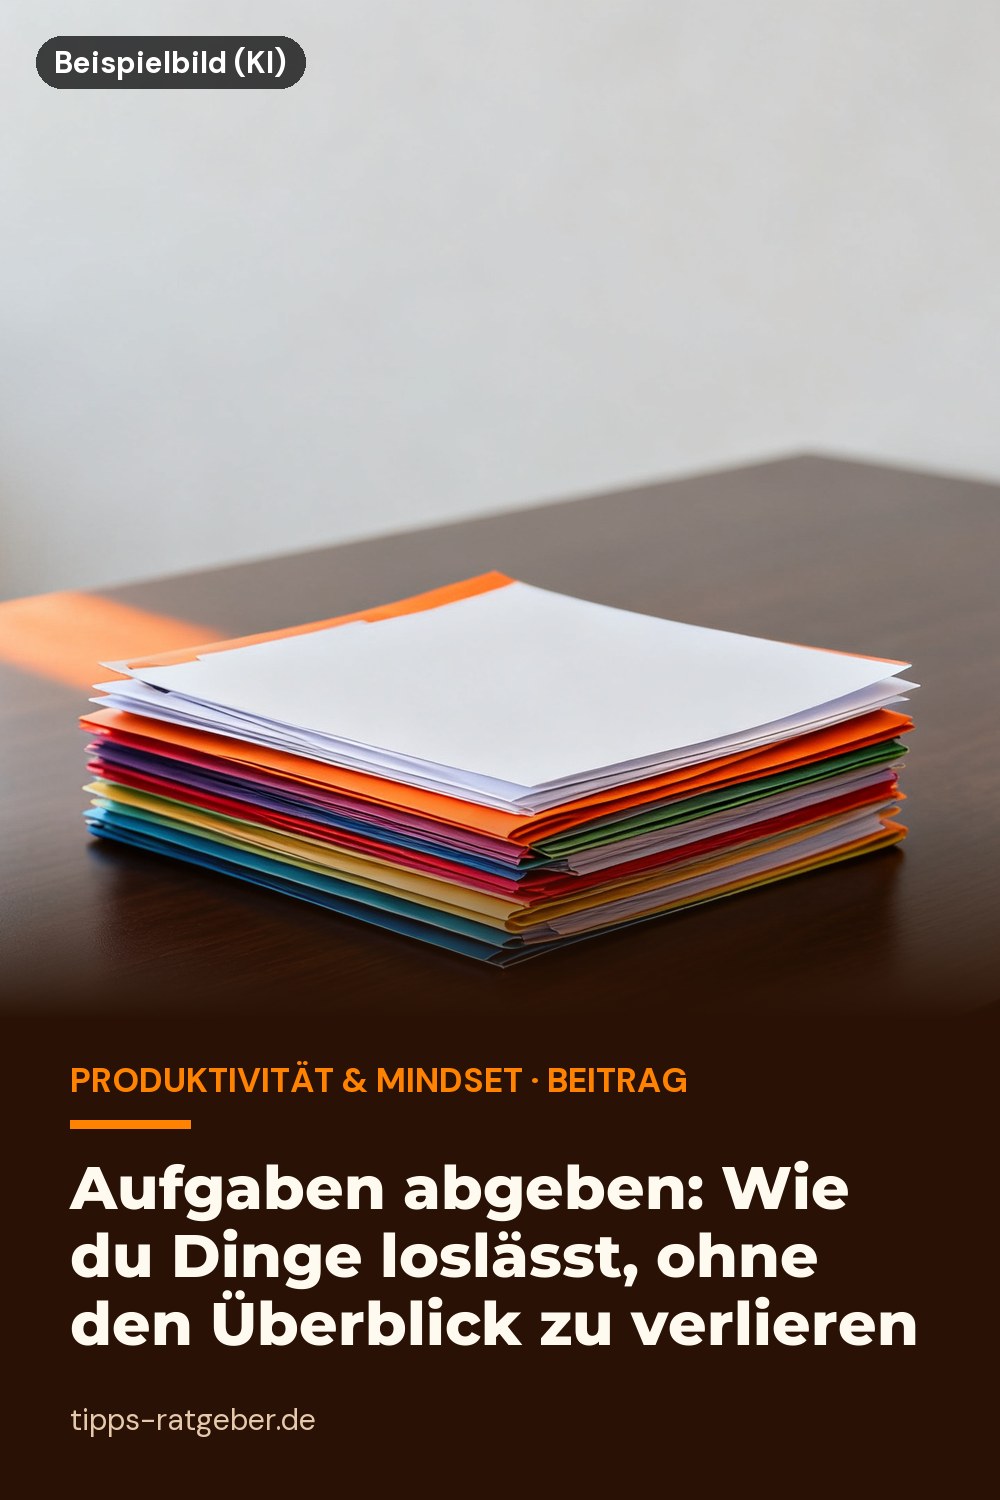 Beispielbild (KI)
PRODUKTIVITÄT & MINDSET · BEITRAG
Aufgaben abgeben: Wie
du Dinge loslässt, ohne
den Überblick zu verlieren
tipps-ratgeber.de